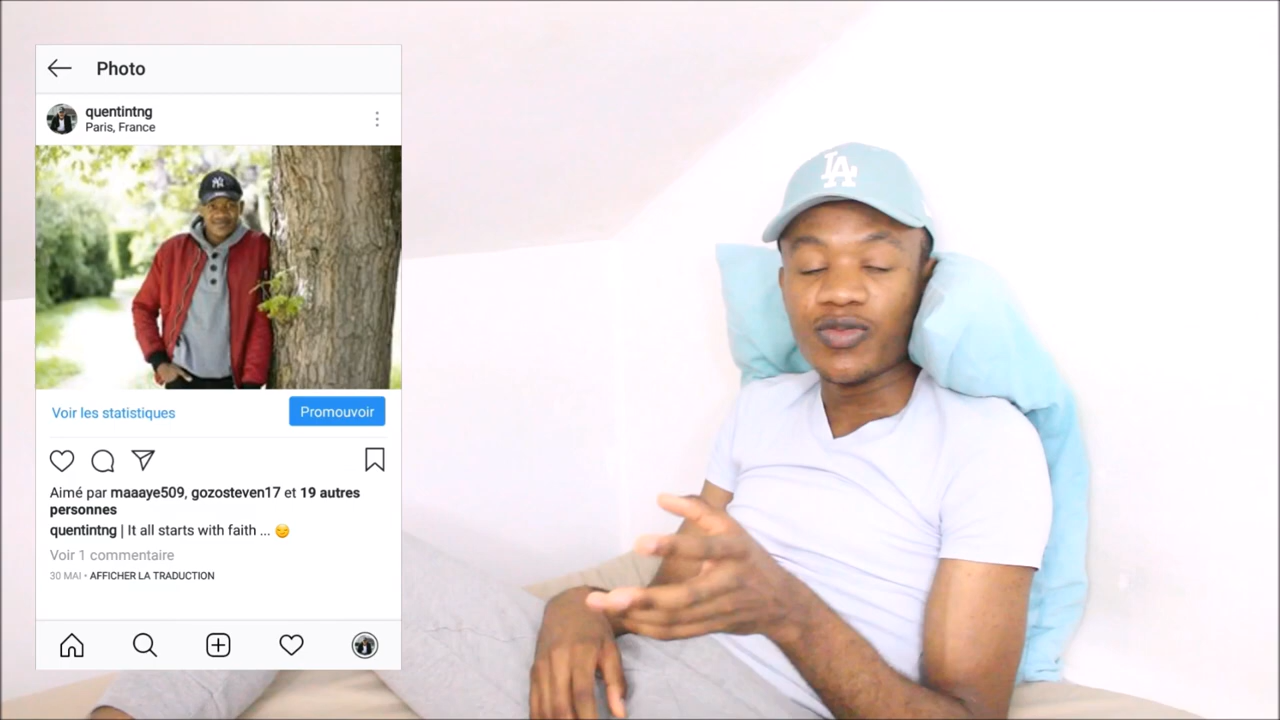 Photo
quentintng
Paris, France
NY
LA
Voir les statistiques
Promouvoir
Aimé par maaaye509, gozosteven17 et 19 autres
personnes
quentintng | It all starts with faith ... 😏
Voir 1 commentaire
30 MAI • AFFICHER LA TRADUCTION